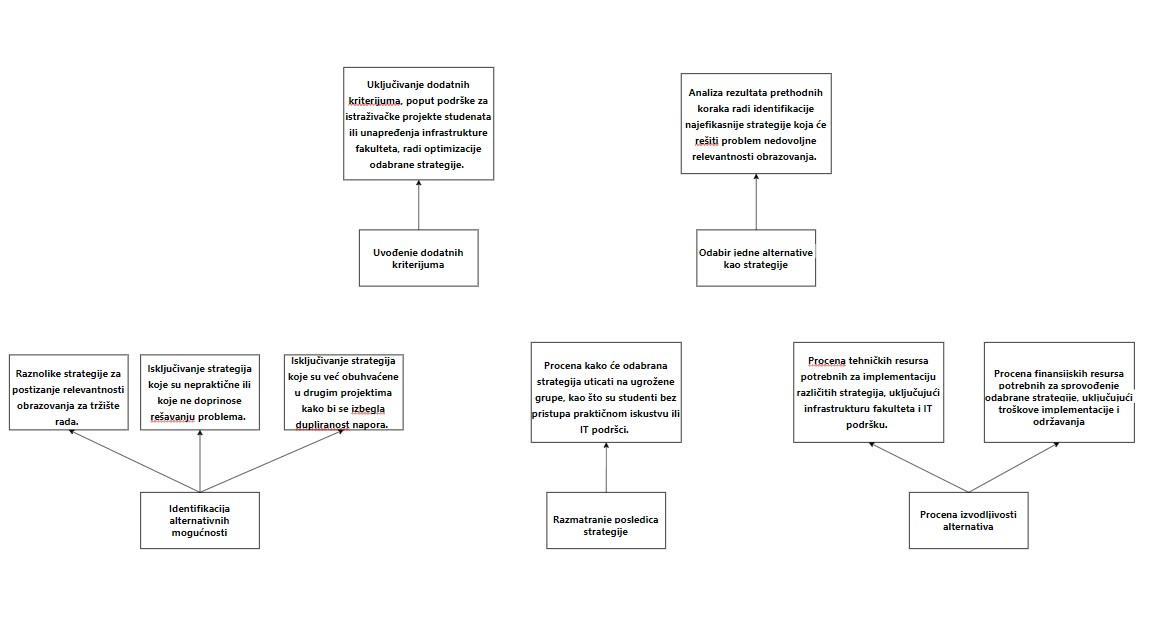 Uključivanje dodatnih
kriterijuma, poput podrške za
istraživačke projekte studenata
ili unapređenja infrastrukture
fakulteta, radi optimizacije
odabrane strategije.
Analiza rezultata prethodnih
koraka radi identifikacije
najefikasnije strategije koja će
rešiti problem nedovoljne
relevantnosti obrazovanja.
Uvođenje dodatnih
kriterijuma
Odabir jedne alternative
kao strategije
Raznolike strategije za
postizanje relevantnosti
obrazovanja za tržište
rada.
Isključivanje strategija
koje su nepraktične ili
koje ne doprinose
rešavanju problema.
Isključivanje strategija
koje su već obuhvaćene
u drugim projektima
kako bi se izbegla
dupliranost napora.
Procena kako će odabrana
strategija uticati na ugrožene
grupe, kao što su studenti bez
pristupa praktičnom iskustvu ili
IT podršci.
Procena tehničkih resursa
potrebnih za implementaciju
različitih strategija, uključujući
infrastrukturu fakulteta i IT
podršku.
Procena finansijskih resursa
potrebnih za sprovođenje
odabrane strategije, uključujući
troškove implementacije i
održavanja
Identifikacija
alternativnih
mogućnosti
Razmatranje posledica
strategije
Procena izvodljivosti
alternativa